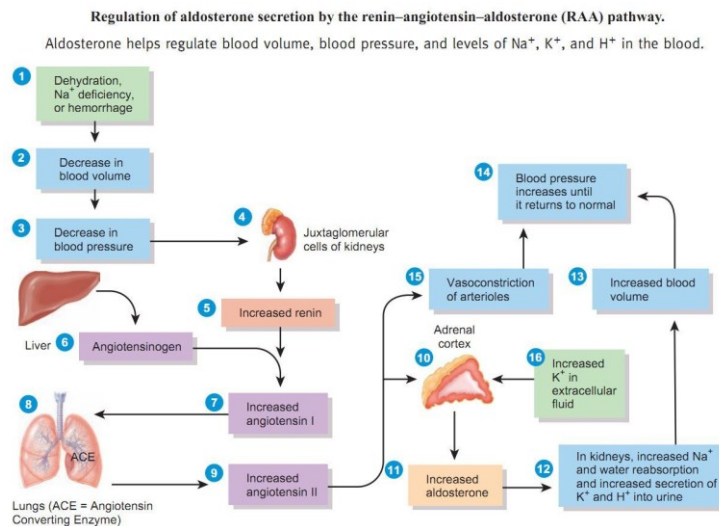 Regulation of aldosterone secretion by the renin–angiotensin–aldosterone (RAA) pathway.
Aldosterone helps regulate blood volume, blood pressure, and levels of Na⁺, K⁺, and H⁺ in the blood.
1
Dehydration,
Na⁺ deficiency,
or hemorrhage
2
Decrease in
blood volume
3
Decrease in
blood pressure
4
Juxtaglomerular
cells of kidneys
5
Increased renin
Liver
6
Angiotensinogen
7
Increased
angiotensin I
8
ACE
Lungs (ACE = Angiotensin
Converting Enzyme)
9
Increased
angiotensin II
10
Adrenal
cortex
11
Increased
aldosterone
12
In kidneys, increased Na⁺
and water reabsorption
and increased secretion of
K⁺ and H⁺ into urine
13
Increased blood
volume
14
Blood pressure
increases until
it returns to normal
15
Vasoconstriction
of arterioles
16
Increased
K⁺ in
extracellular
fluid